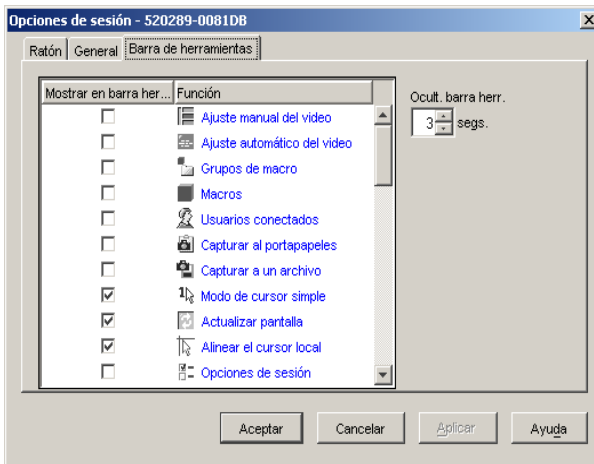 Opciones de sesión - 520289-0081DB
Ratón General Barra de herramientas
Mostrar en barra her... Función
Ajuste manual del video
Ajuste automático del video
Grupos de macro
Macros
Usuarios conectados
Capturar al portapapeles
Capturar a un archivo
Modo de cursor simple
Actualizar pantalla
Alinear el cursor local
Opciones de sesión
Ocult. barra herr.
3 segs.
Aceptar Cancelar Aplicar Ayuda